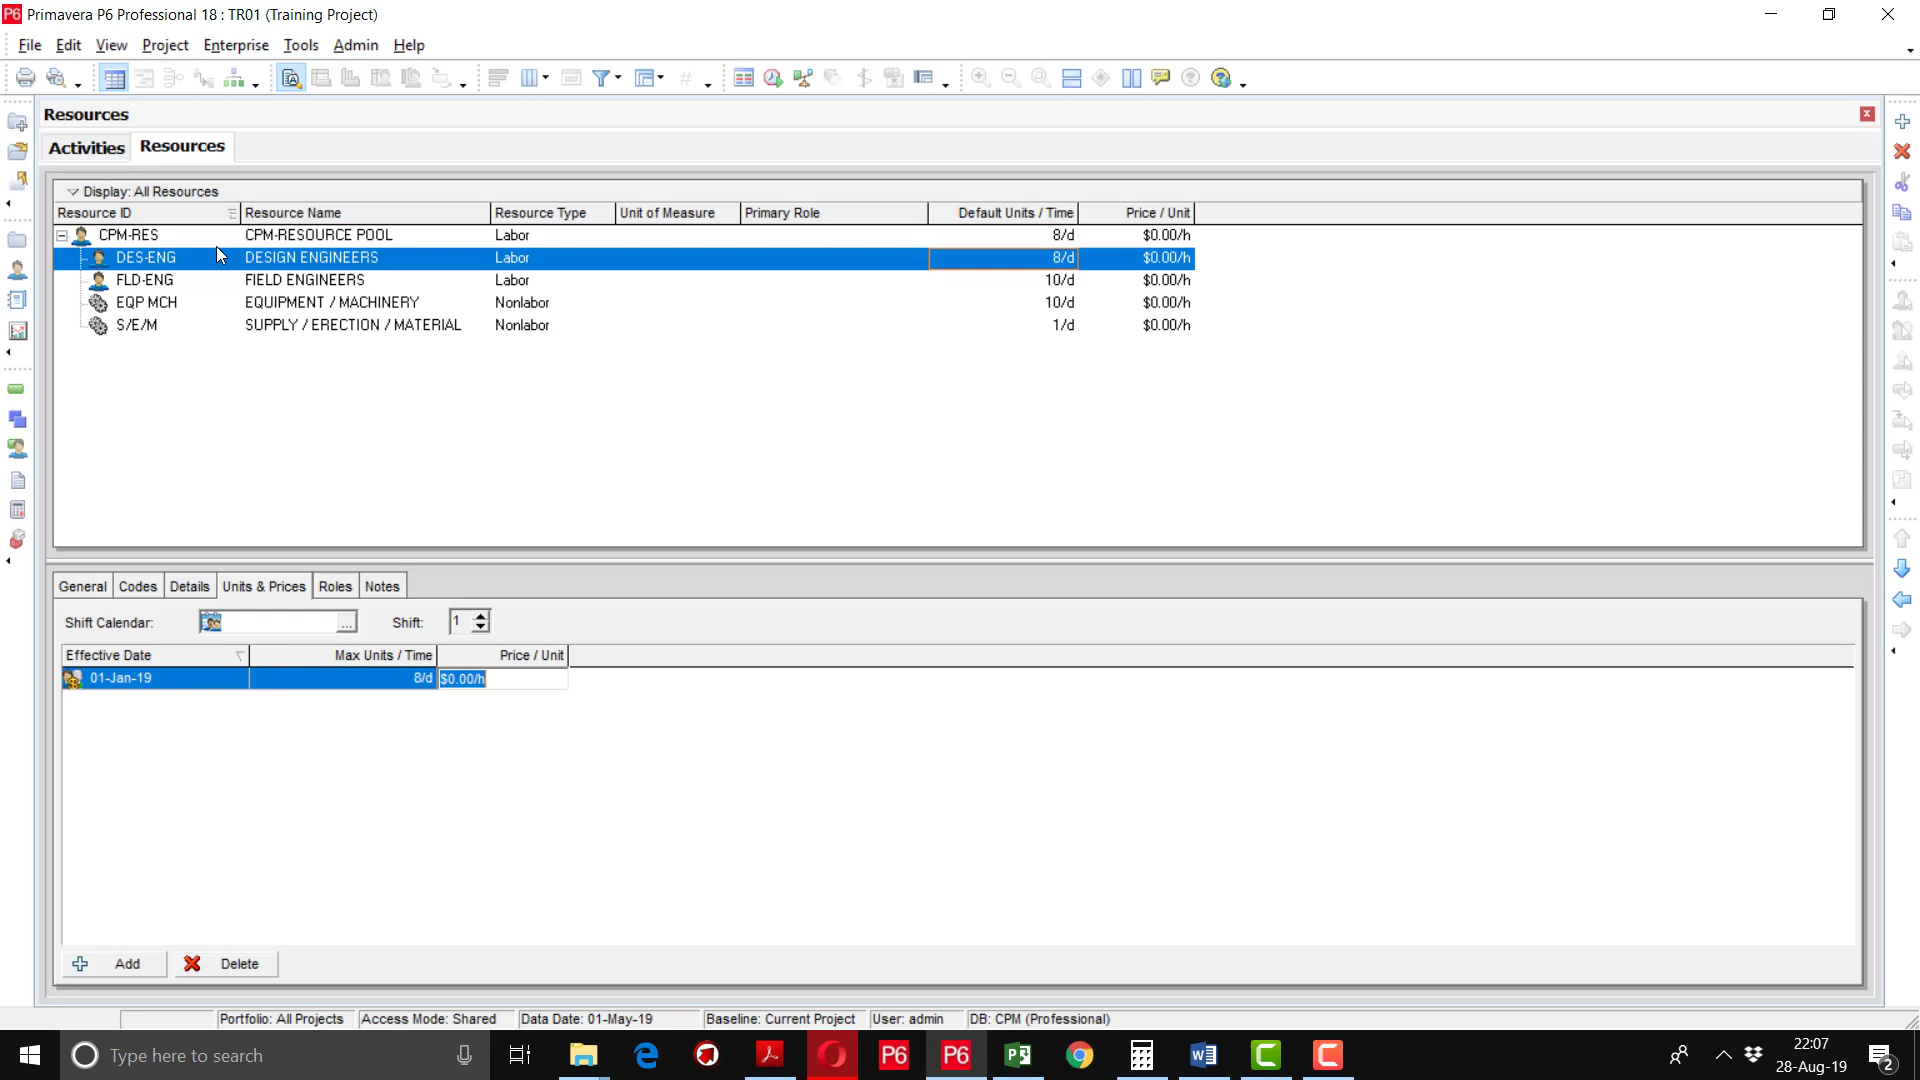 P6 Primavera P6 Professional 18 : TR01 (Training Project)
File Edit View Project Enterprise Tools Admin Help
Resources
Activities Resources
Display: All Resources
Resource ID Resource Name Resource Type Unit of Measure Primary Role Default Units / Time Price / Unit
CPM-RES CPM-RESOURCE POOL Labor 8/d $0.00/h
DES-ENG DESIGN ENGINEERS Labor 8/d $0.00/h
FLD-ENG FIELD ENGINEERS Labor 10/d $0.00/h
EQP MCH EQUIPMENT / MACHINERY Nonlabor 10/d $0.00/h
S/E/M SUPPLY / ERECTION / MATERIAL Nonlabor 1/d $0.00/h
General Codes Details Units & Prices Roles Notes
Shift Calendar: ... Shift: 1
Effective Date Max Units / Time Price / Unit
01-Jan-19 8/d $0.00/h
Add Delete
Portfolio: All Projects Access Mode: Shared Data Date: 01-May-19 Baseline: Current Project User: admin DB: CPM (Professional)
Type here to search P6 P6 22:07
28-Aug-19 2